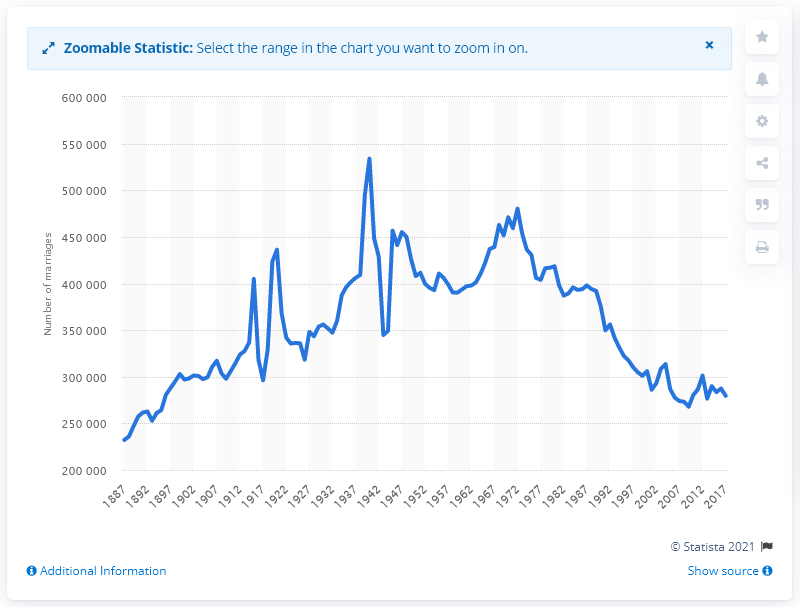 Zoomable Statistic: Select the range in the chart you want to zoom in on.
600 000
550 000
500 000
450 000
400 000
350 000
300 000
250 000
200 000
Number of marriages
1887 1892 1897 1902 1907 1912 1917 1922 1927 1932 1937 1942 1947 1952 1957 1962 1967 1972 1977 1982 1987 1992 1997 2002 2007 2012 2017
© Statista 2021
Additional Information
Show source